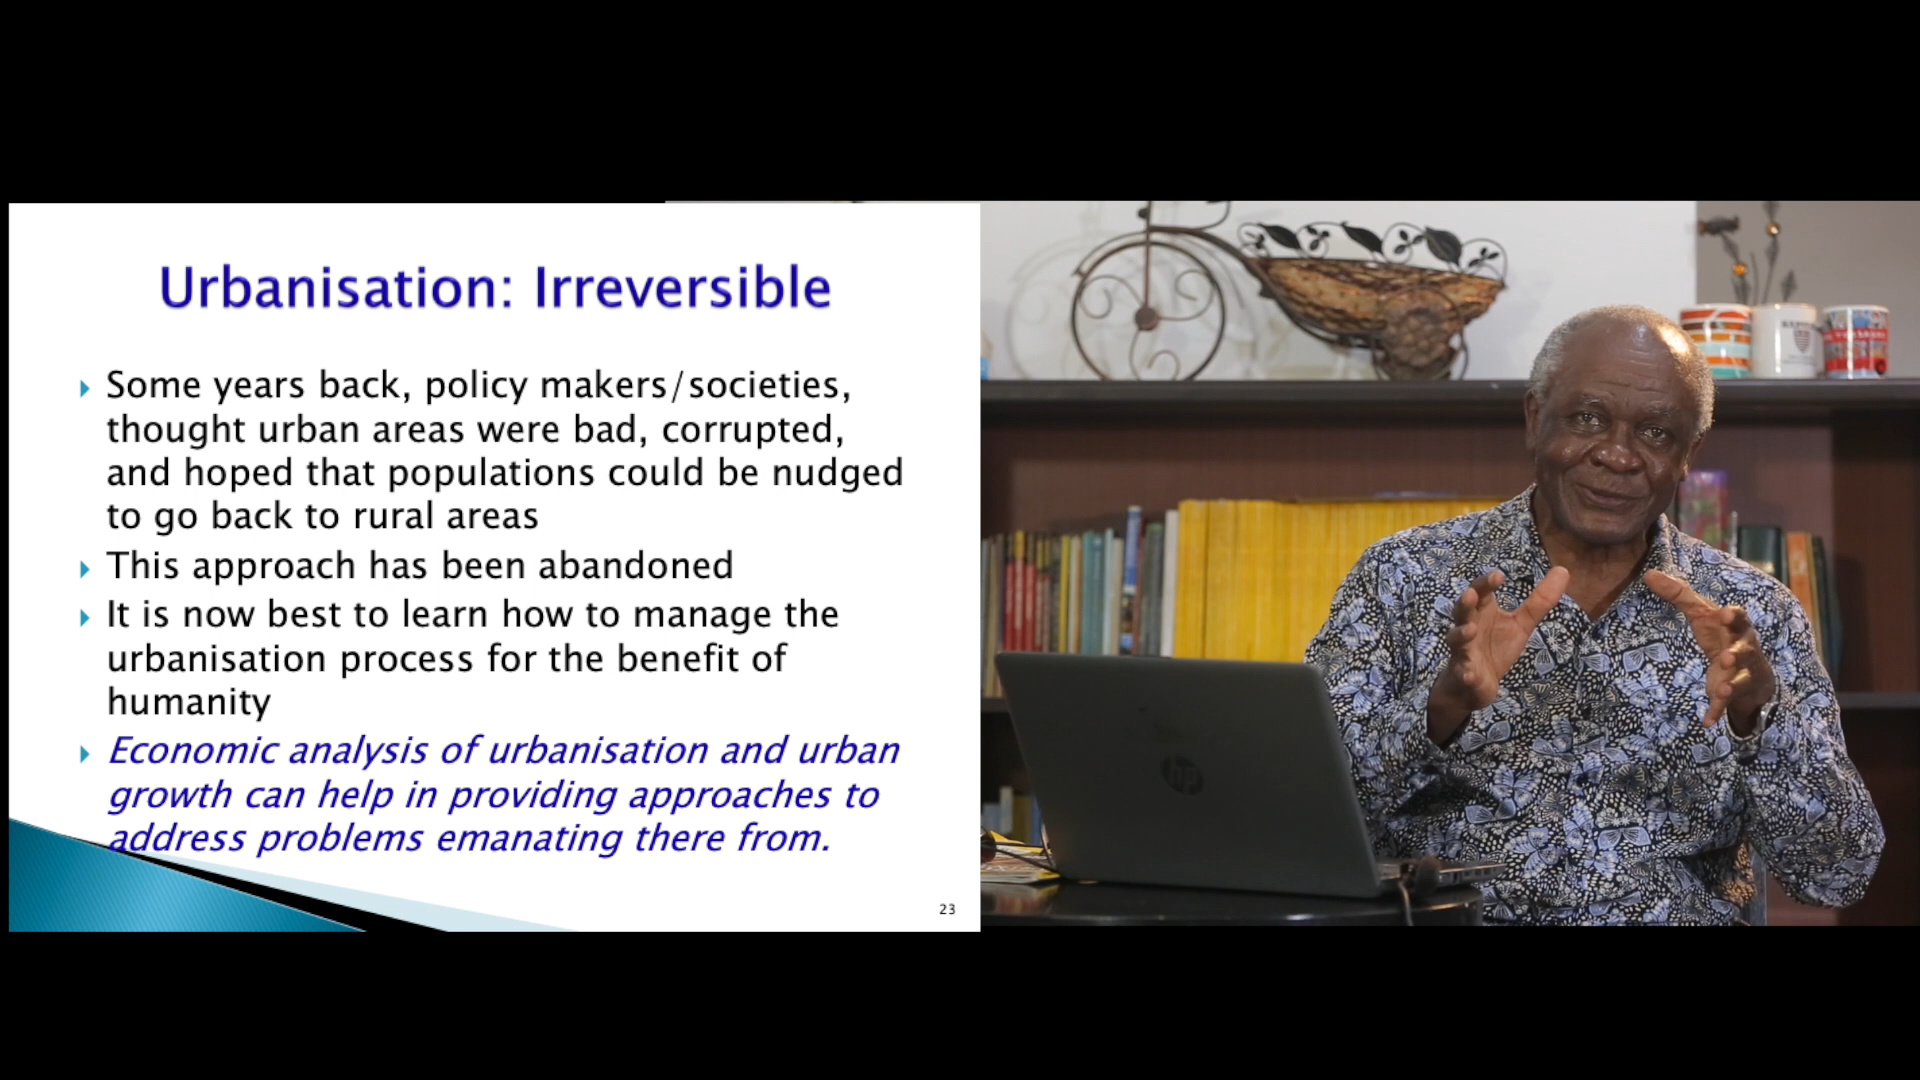 Urbanisation: Irreversible
Some years back, policy makers/societies,
thought urban areas were bad, corrupted,
and hoped that populations could be nudged
to go back to rural areas
This approach has been abandoned
It is now best to learn how to manage the
urbanisation process for the benefit of
humanity
Economic analysis of urbanisation and urban
growth can help in providing approaches to
address problems emanating there from.
23
hp